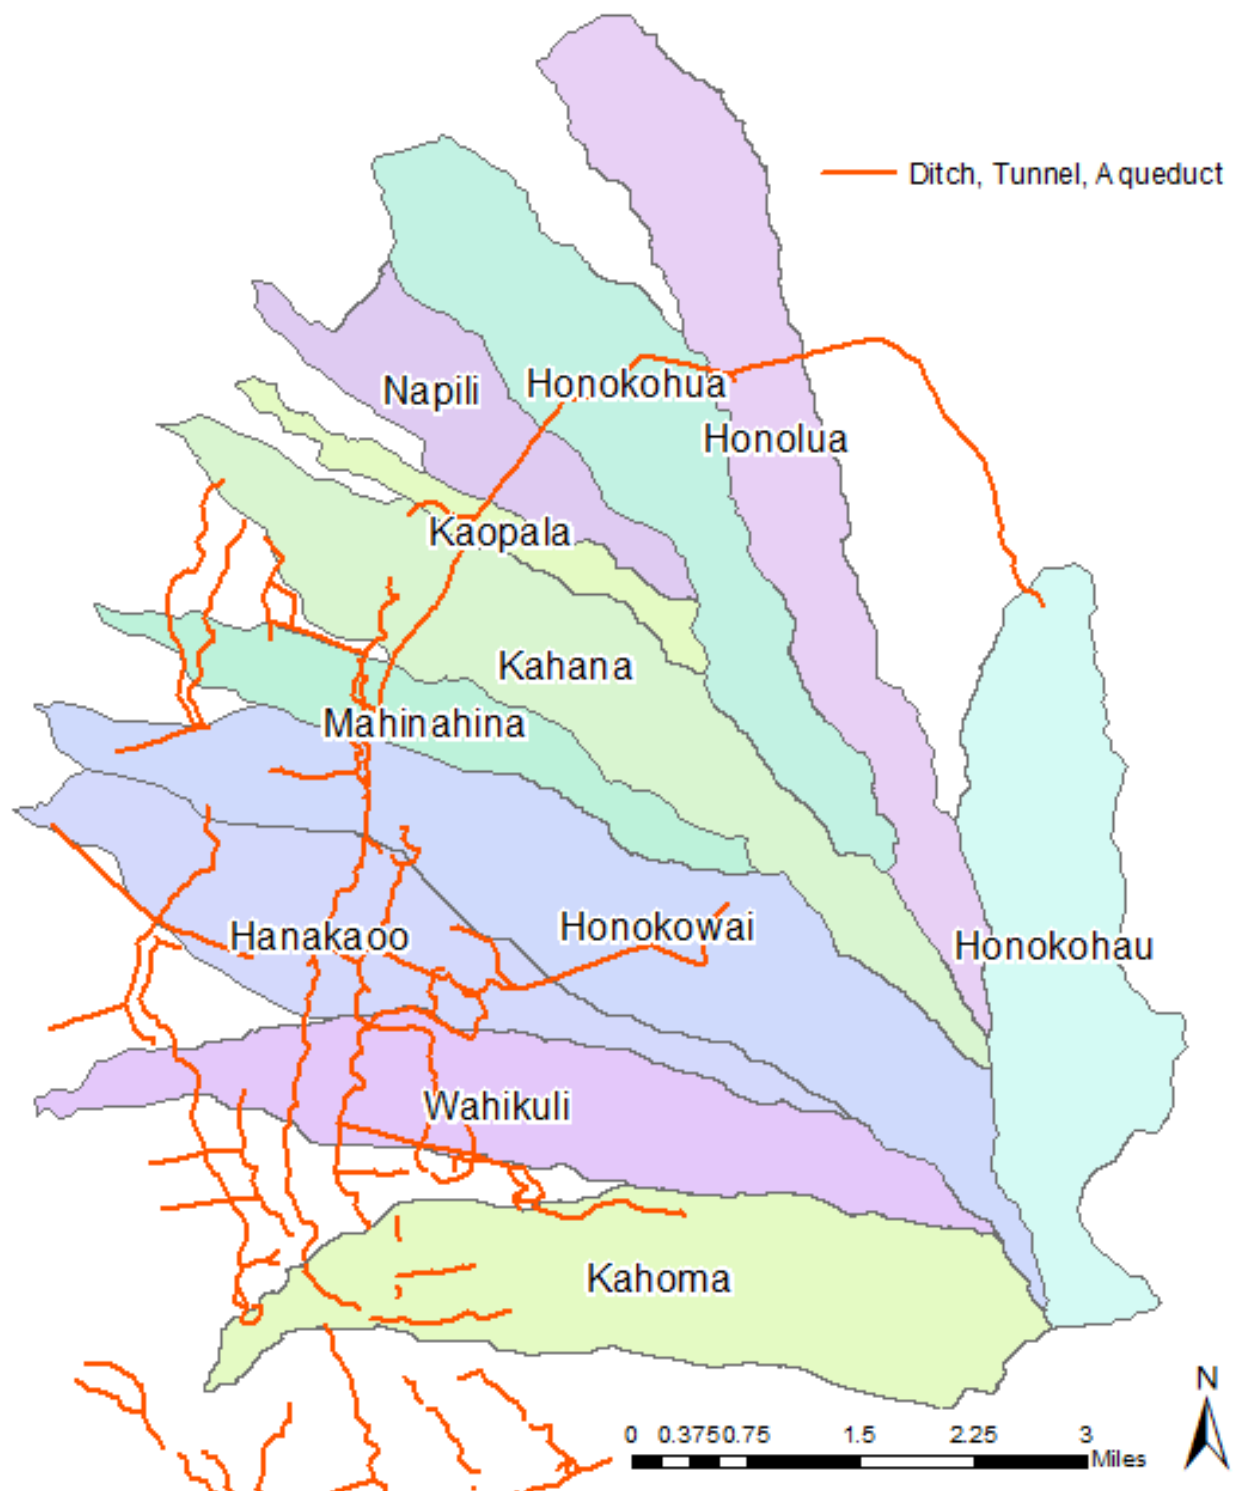 Ditch, Tunnel, Aqueduct
Napili
Honokohua
Honolua
Kaopala
Kahana
Mahinahina
Hanakaoo
Honokowai
Honokohau
Wahikuli
Kahoma
N
0 0.375 0.75 1.5 2.25 3
Miles